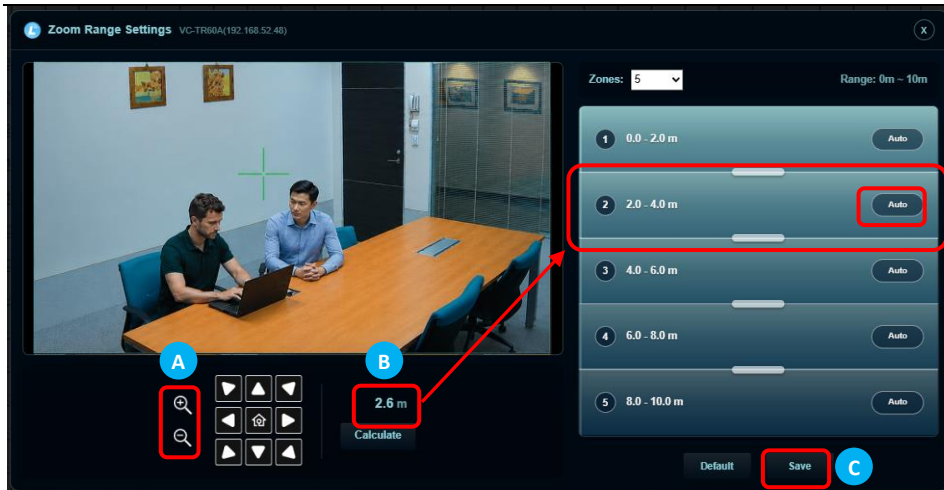 Zoom Range Settings VC-TR60A(192.168.52.48)
X
Zones: 5
Range: 0m ~ 10m
1 0.0 - 2.0 m Auto
2 2.0 - 4.0 m Auto
3 4.0 - 6.0 m Auto
4 6.0 - 8.0 m Auto
5 8.0 - 10.0 m Auto
A
B
2.6 m
Calculate
Default
Save
C